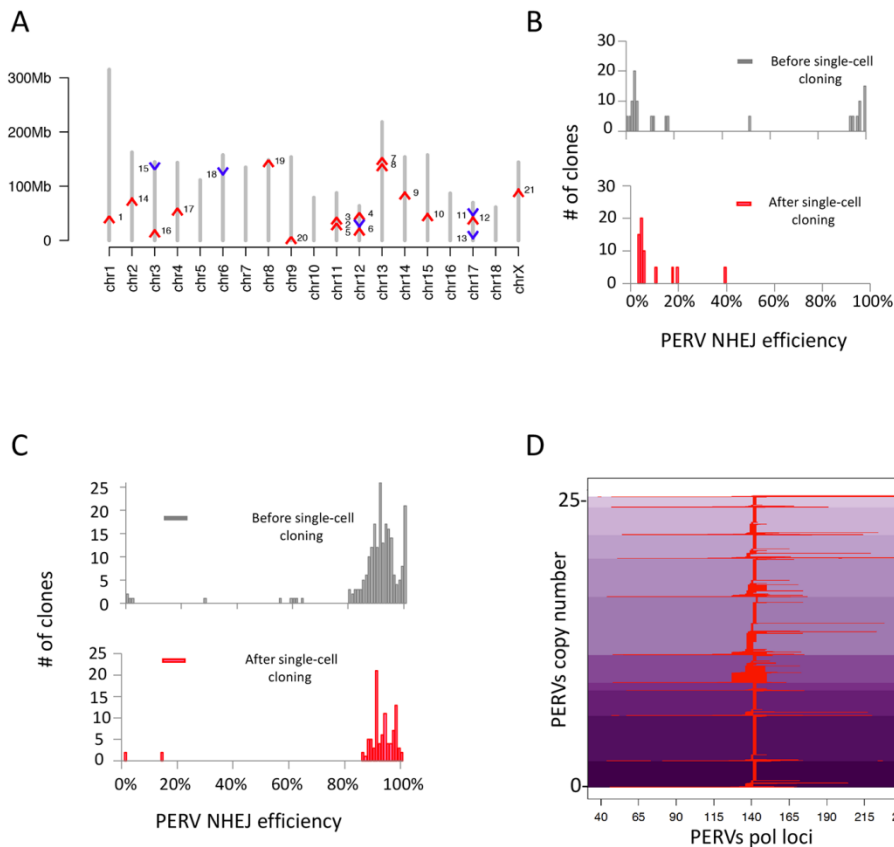 A
300Mb
200Mb
100Mb
0
1
14
15
16
17
18
19
20
3
2
5
4
6
7
8
9
10
11
12
13
21
chr1
chr2
chr3
chr4
chr5
chr6
chr7
chr8
chr9
chr10
chr11
chr12
chr13
chr14
chr15
chr16
chr17
chr18
chrX
B
# of clones
30
20
10
0
Before single-cell
cloning
30
20
10
0
After single-cell
cloning
0% 20% 40% 60% 80% 100%
PERV NHEJ efficiency
C
# of clones
25
20
15
10
5
0
Before single-cell
cloning
25
20
15
10
5
0
After single-cell
cloning
0% 20% 40% 60% 80% 100%
PERV NHEJ efficiency
D
PERVs copy number
25
0
40 65 90 115 140 165 190 215 2
PERVs pol loci